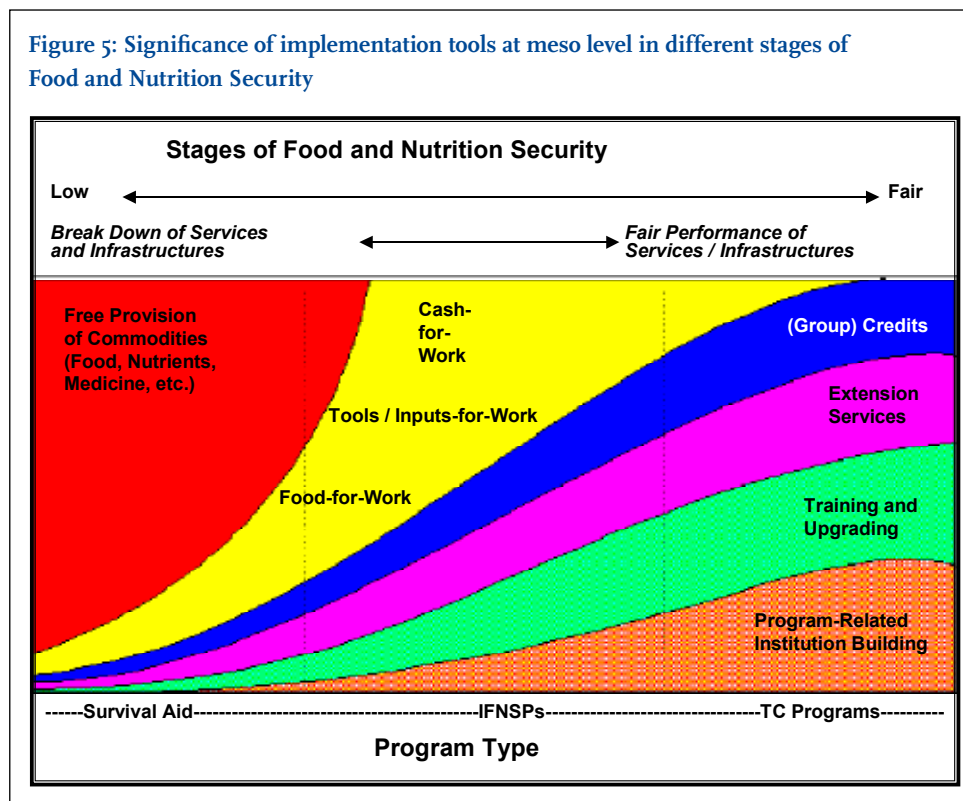 Figure 5: Significance of implementation tools at meso level in different stages of
Food and Nutrition Security
Stages of Food and Nutrition Security
Low
Fair
Break Down of Services
and Infrastructures
Fair Performance of
Services / Infrastructures
Free Provision
of Commodities
(Food, Nutrients,
Medicine, etc.)
Cash-
for-
Work
Tools / Inputs-for-Work
Food-for-Work
(Group) Credits
Extension
Services
Training and
Upgrading
Program-Related
Institution Building
------Survival Aid-----------------------------------IFNSPs-----------------------------------TC Programs----------
Program Type